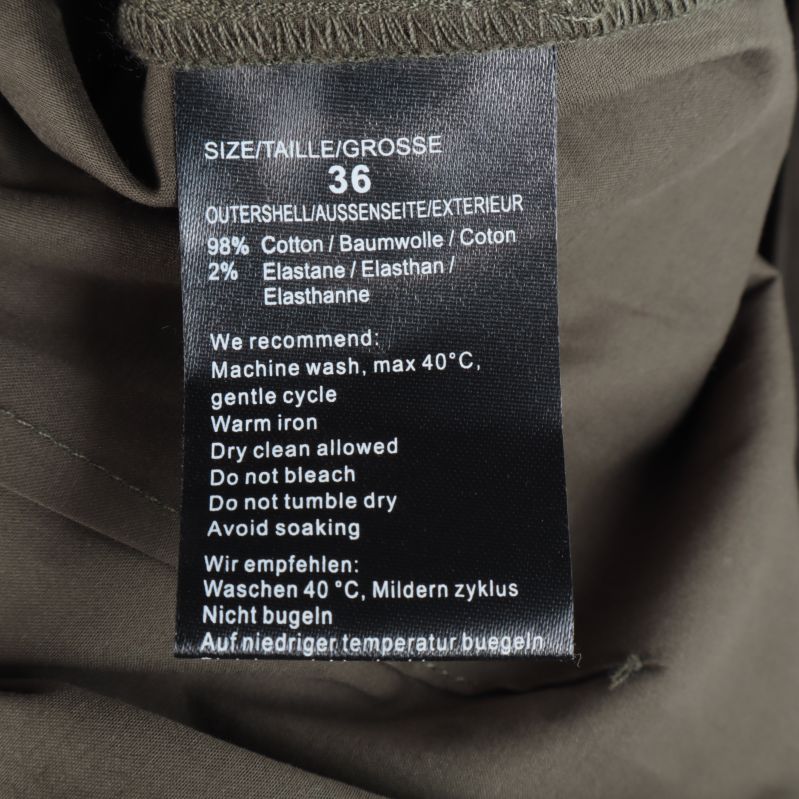 SIZE/TAILLE/GROSSE
36
OUTERSHELL/AUSSENSEITE/EXTERIEUR
98% Cotton / Baumwolle / Coton
2% Elastane / Elasthan /
Elasthanne
We recommend:
Machine wash, max 40°C,
gentle cycle
Warm iron
Dry clean allowed
Do not bleach
Do not tumble dry
Avoid soaking
Wir empfehlen:
Waschen 40 °C, Mildern zyklus
Nicht bugeln
Auf niedriger temperatur buegeln